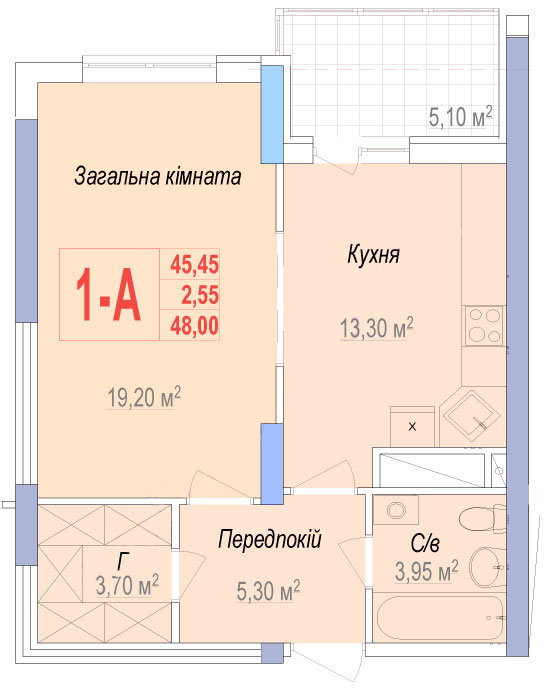 5,10 м²
Загальна кімната
Кухня
1-А
45,45
2,55
48,00
13,30 м²
19,20 м²
x
Передпокій
С/в
Г
3,70 м²
5,30 м²
3,95 м²